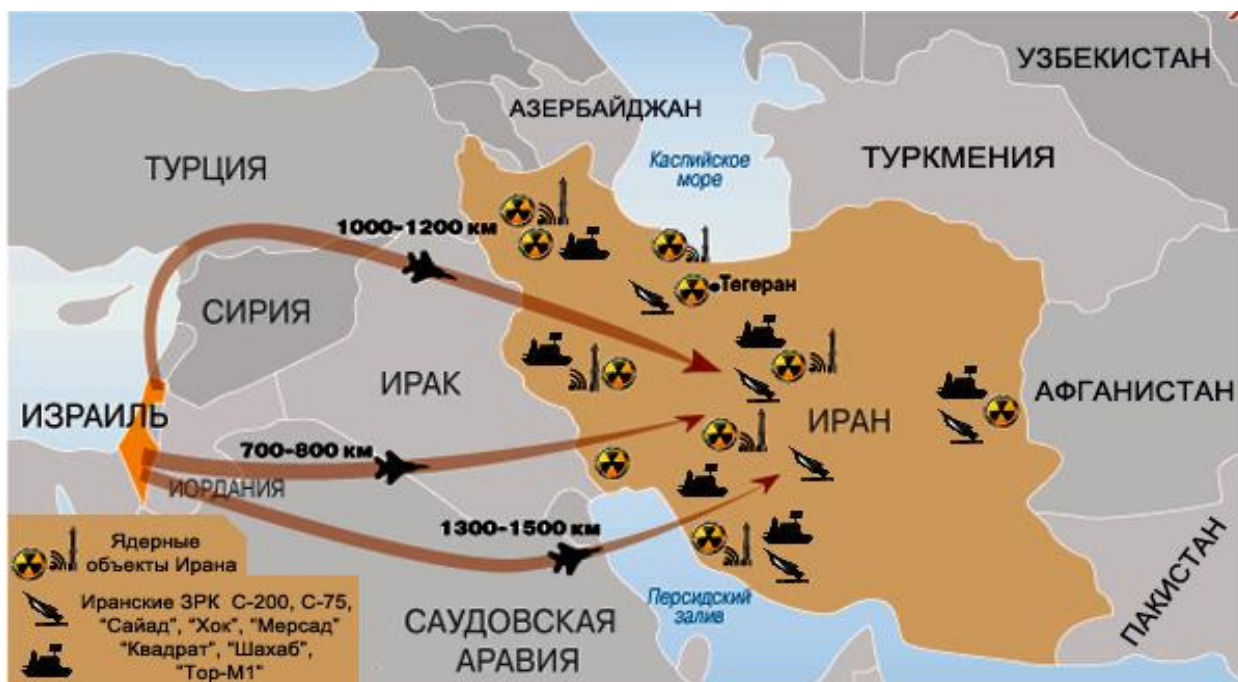 УЗБЕКИСТАН
АЗЕРБАЙДЖАН
Каспийское
море
ТУРКМЕНИЯ
ТУРЦИЯ
1000-1200 км
Тегеран
СИРИЯ
ИРАК
АФГАНИСТАН
ИЗРАИЛЬ
ИРАН
700-800 км
ИОРДАНИЯ
1300-1500 км
Ядерные
объекты Ирана
Персидский
залив
ПАКИСТАН
САУДОВСКАЯ
АРАВИЯ
Иранские ЗРК С-200, С-75,
"Сайад", "Хок", "Мерсад"
"Квадрат", "Шахаб",
"Тор-М1"